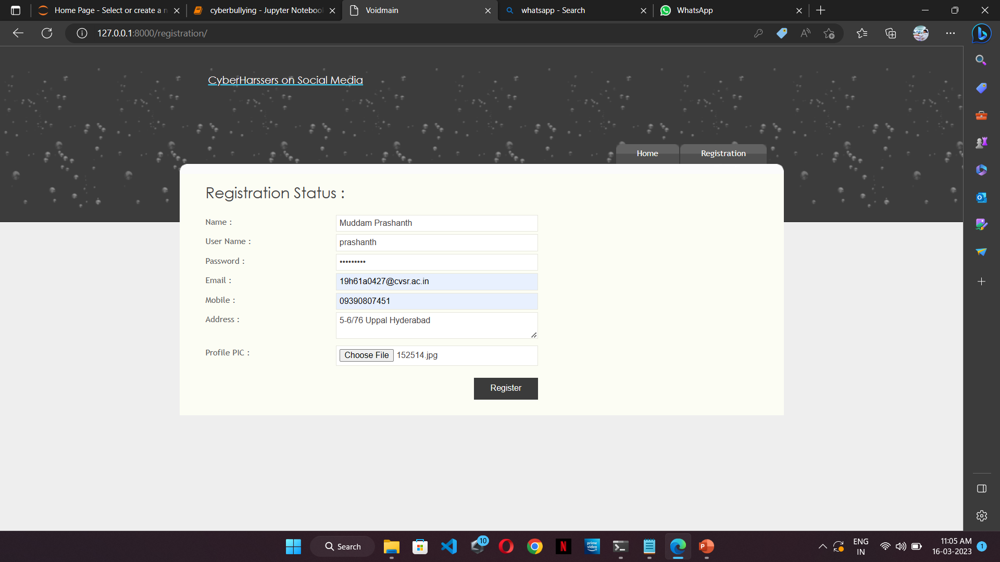 Home Page - Select or create a n
cyberbullying - Jupyter Noteboo
Voidmain
whatsapp - Search
WhatsApp
127.0.0.1:8000/registration/
CyberHarssers on Social Media
Home
Registration
Registration Status :
Name :
Muddam Prashanth
User Name :
prashanth
Password :
•••••••••
Email :
19h61a0427@cvsr.ac.in
Mobile :
09390807451
Address :
5-6/76 Uppal Hyderabad
Profile PIC :
Choose File 152514.jpg
Register
Search
10
prime video
ENG
IN
11:05 AM
16-03-2023
1